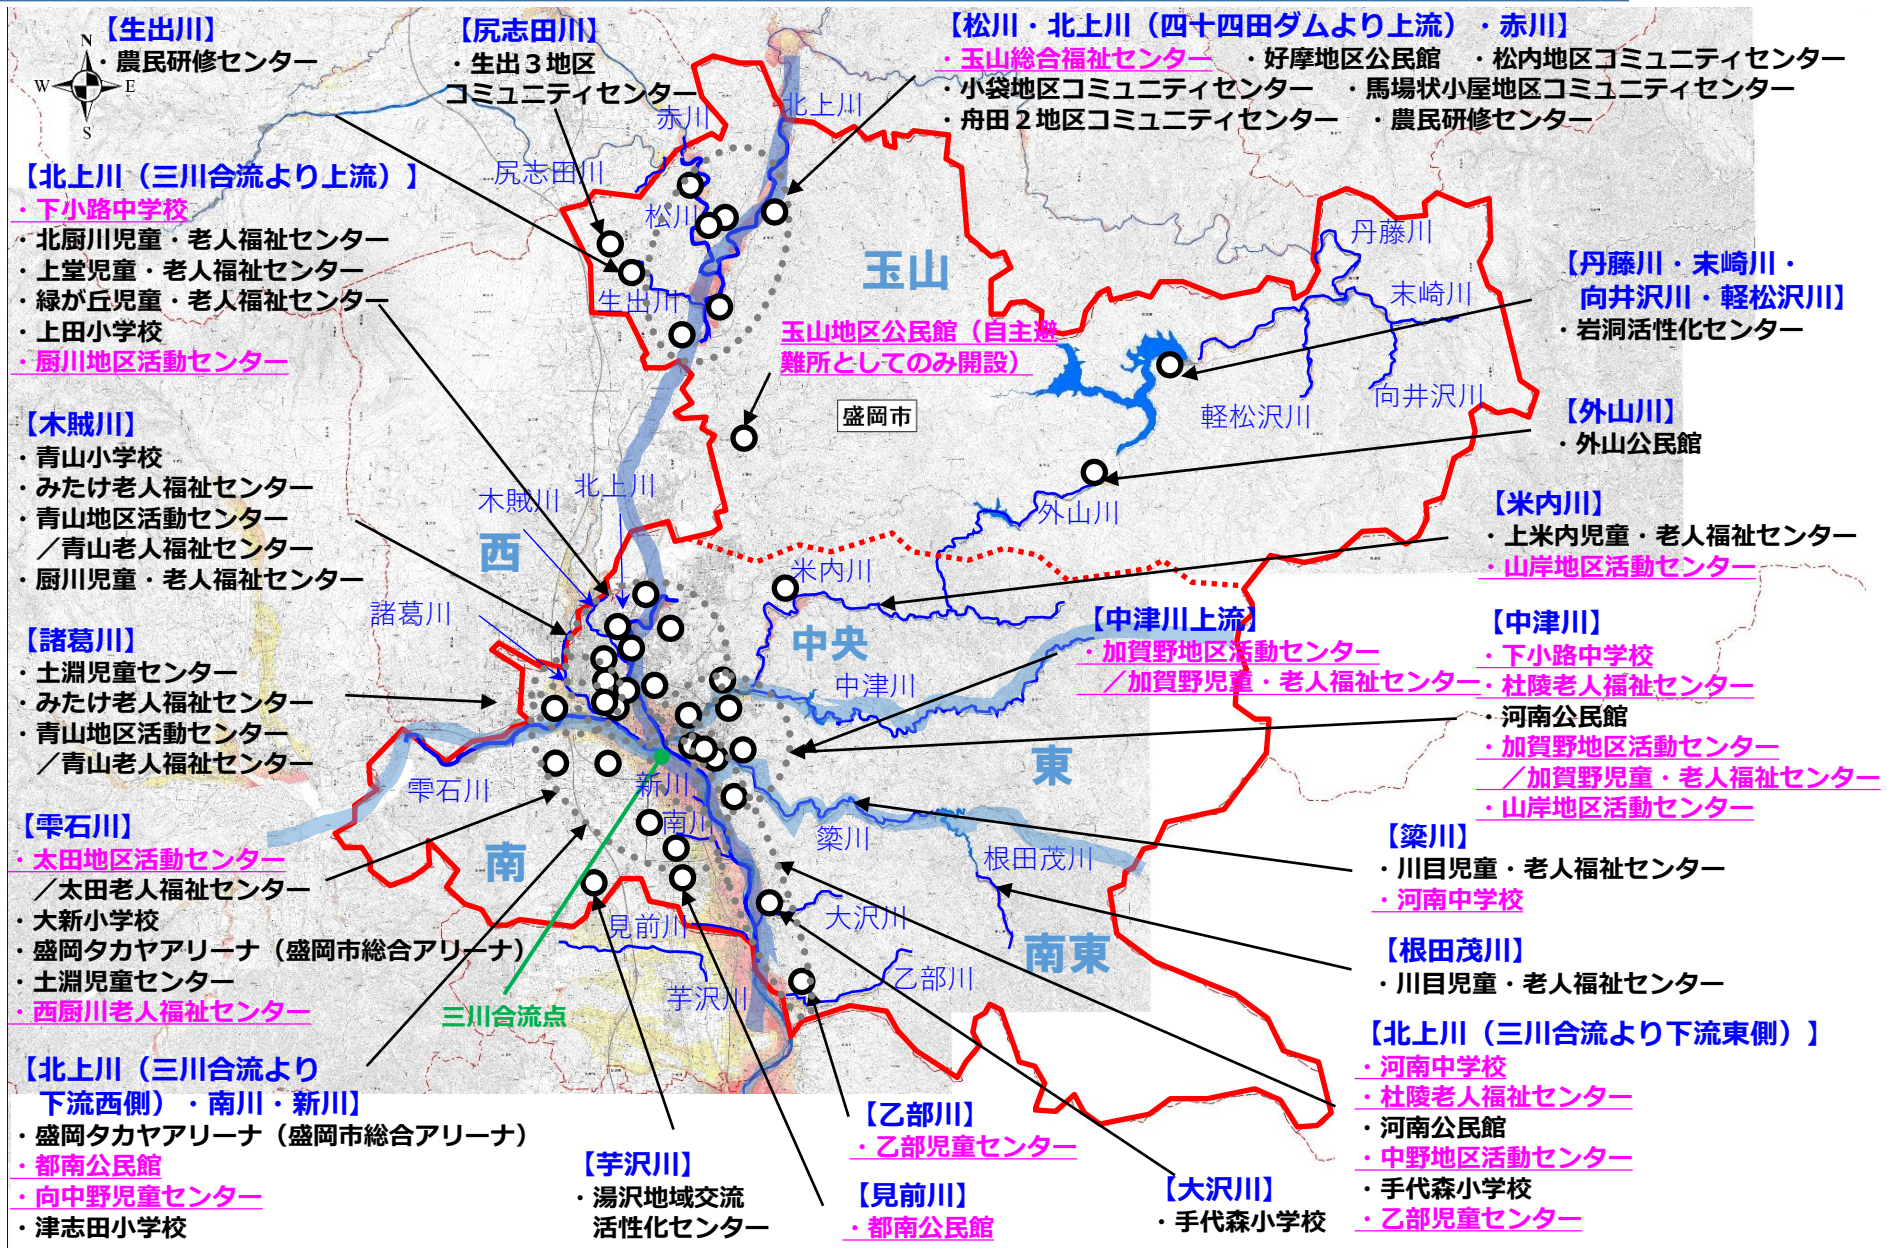 【生出川】
・農民研修センター
N
W
E
S
【尻志田川】
・生出３地区
コミュニティセンター
【松川・北上川（四十四田ダムより上流）・赤川】
・玉山総合福祉センター　・好摩地区公民館　・松内地区コミュニティセンター
・小袋地区コミュニティセンター　・馬場状小屋地区コミュニティセンター
・舟田２地区コミュニティセンター　・農民研修センター
【北上川（三川合流より上流）】
・下小路中学校
・北厨川児童・老人福祉センター
・上堂児童・老人福祉センター
・緑が丘児童・老人福祉センター
・上田小学校
・厨川地区活動センター
【木賊川】
・青山小学校
・みたけ老人福祉センター
・青山地区活動センター
／青山老人福祉センター
・厨川児童・老人福祉センター
【諸葛川】
・土淵児童センター
・みたけ老人福祉センター
・青山地区活動センター
／青山老人福祉センター
【雫石川】
・太田地区活動センター
／太田老人福祉センター
・大新小学校
・盛岡タカヤアリーナ（盛岡市総合アリーナ）
・土淵児童センター
・西厨川老人福祉センター
【北上川（三川合流より
下流西側）・南川・新川】
・盛岡タカヤアリーナ（盛岡市総合アリーナ）
・都南公民館
・向中野児童センター
・津志田小学校
赤川
北上川
尻志田川
松川
生出川
玉山
玉山地区公民館（自主避
難所としてのみ開設）
盛岡市
丹藤川
末崎川
向井沢川
軽松沢川
外山川
木賊川
北上川
西
諸葛川
米内川
中央
中津川
東
雫石川
新川
南川
簗川
根田茂川
南
見前川
大沢川
南東
芋沢川
乙部川
三川合流点
【丹藤川・末崎川・
向井沢川・軽松沢川】
・岩洞活性化センター
【外山川】
・外山公民館
【米内川】
・上米内児童・老人福祉センター
・山岸地区活動センター
【中津川上流】
・加賀野地区活動センター
／加賀野児童・老人福祉センター
【中津川】
・下小路中学校
・杜陵老人福祉センター
・河南公民館
・加賀野地区活動センター
／加賀野児童・老人福祉センター
・山岸地区活動センター
【簗川】
・川目児童・老人福祉センター
・河南中学校
【根田茂川】
・川目児童・老人福祉センター
【北上川（三川合流より下流東側）】
・河南中学校
・杜陵老人福祉センター
・河南公民館
・中野地区活動センター
・手代森小学校
・乙部児童センター
【芋沢川】
・湯沢地域交流
活性化センター
【乙部川】
・乙部児童センター
【見前川】
・都南公民館
【大沢川】
・手代森小学校